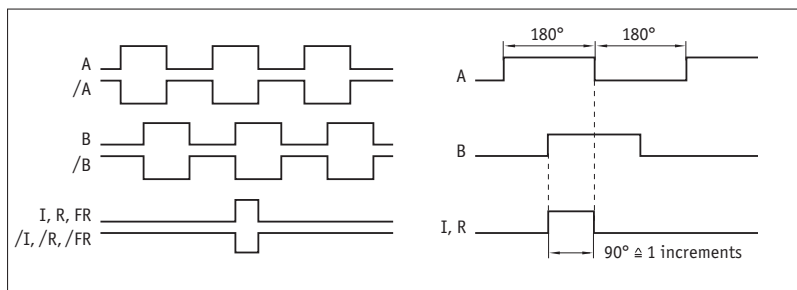 A
/A
B
/B
I, R, FR
/I, /R, /FR
180° 180°
A
B
I, R
90° ≙ 1 increments